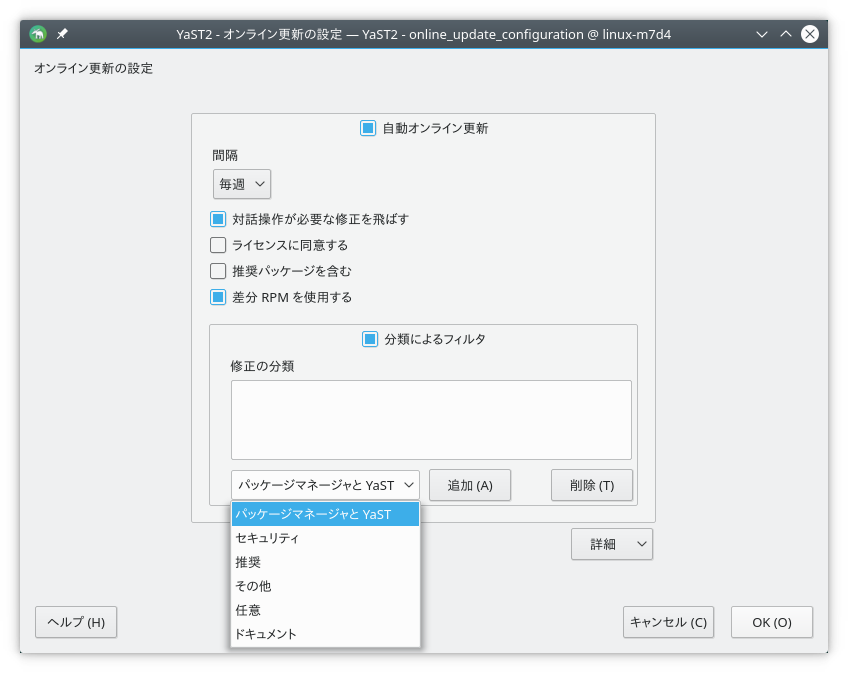 YaST2 - オンライン更新の設定 — YaST2 - online_update_configuration @ linux-m7d4
オンライン更新の設定
自動オンライン更新
間隔
毎週
対話操作が必要な修正を飛ばす
ライセンスに同意する
推奨パッケージを含む
差分 RPM を使用する
分類によるフィルタ
修正の分類
パッケージマネージャと YaST 追加 (A) 削除 (T)
パッケージマネージャと YaST
セキュリティ
推奨
その他
任意
ドキュメント
詳細
ヘルプ (H) キャンセル (C) OK (O)